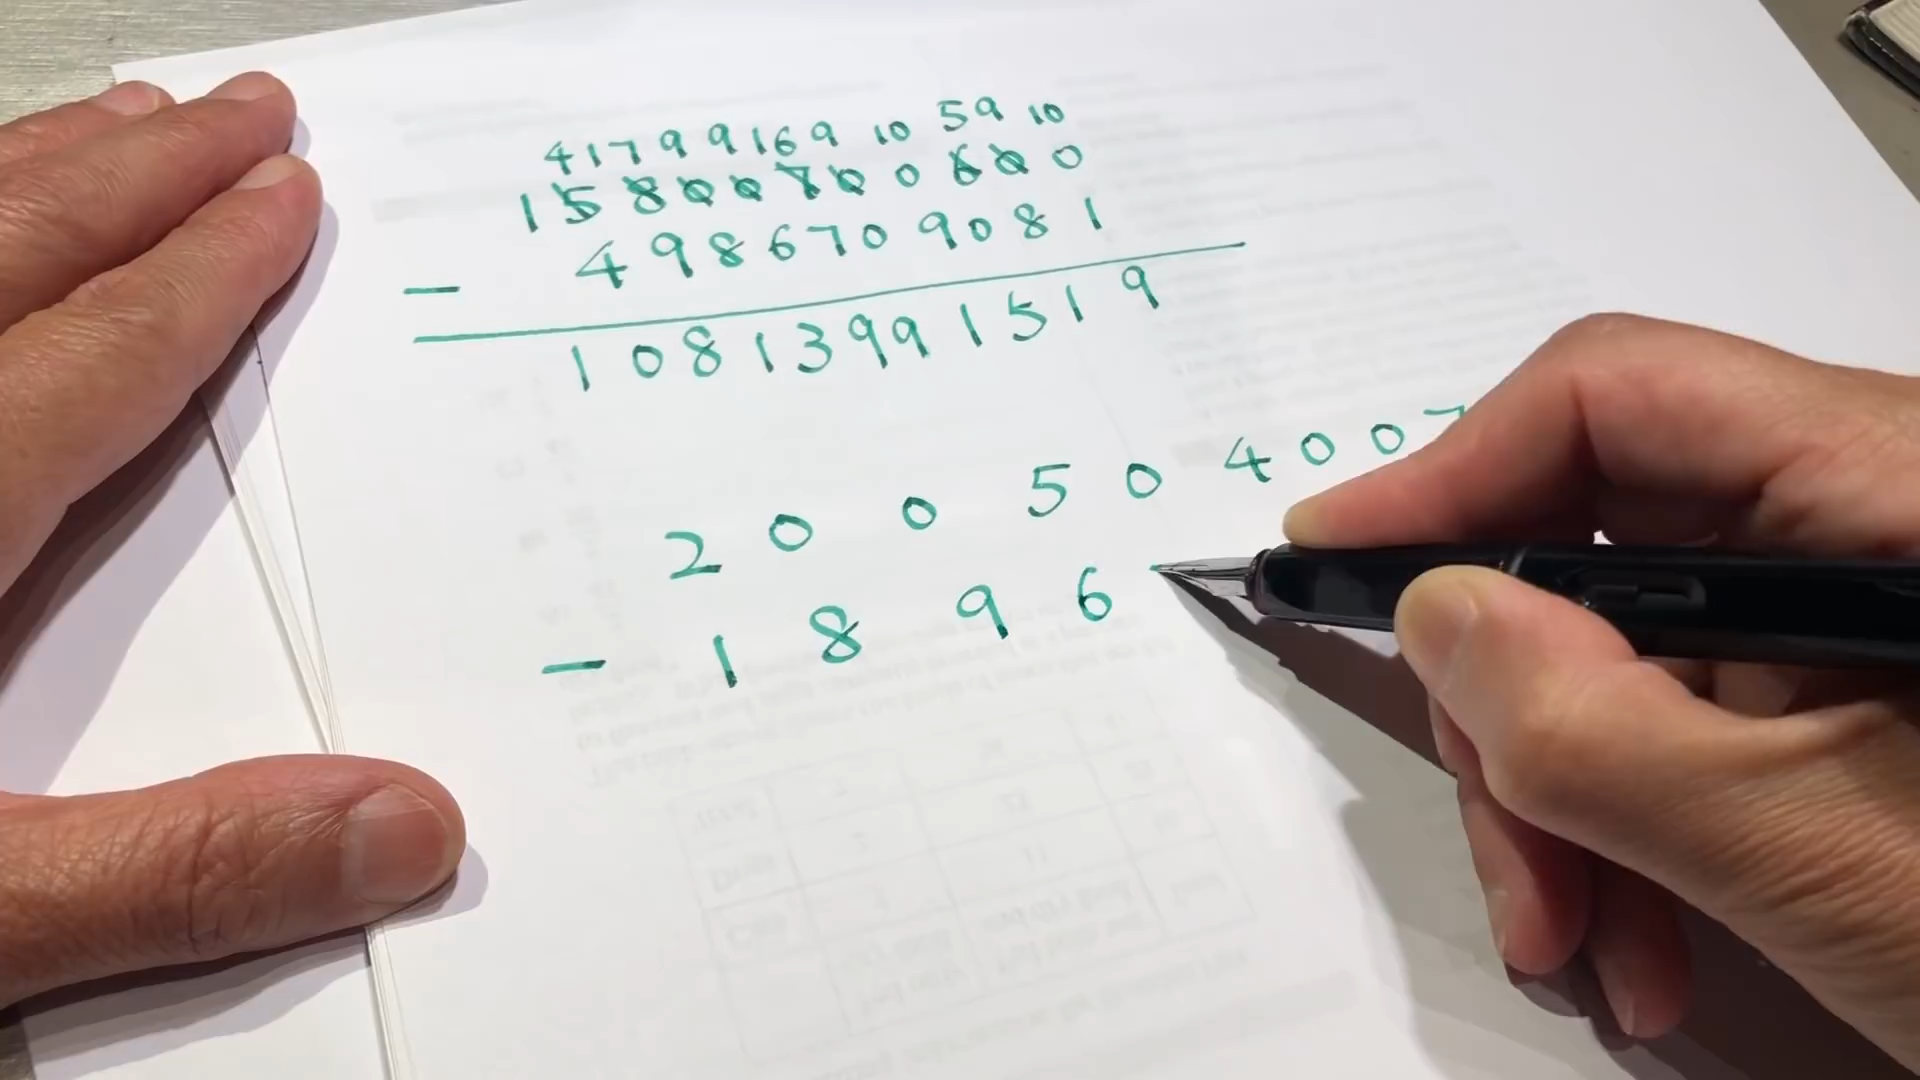 4 17 9 9 16 9 10 5 9 10
1 5 8 0 0 7 0 0 6 0 0
4 9 8 6 7 0 9 0 8 1
—
1 0 8 1 3 9 9 1 5 1 9
2 0 0 5 0 4 0 0 7
— 1 8 9 6